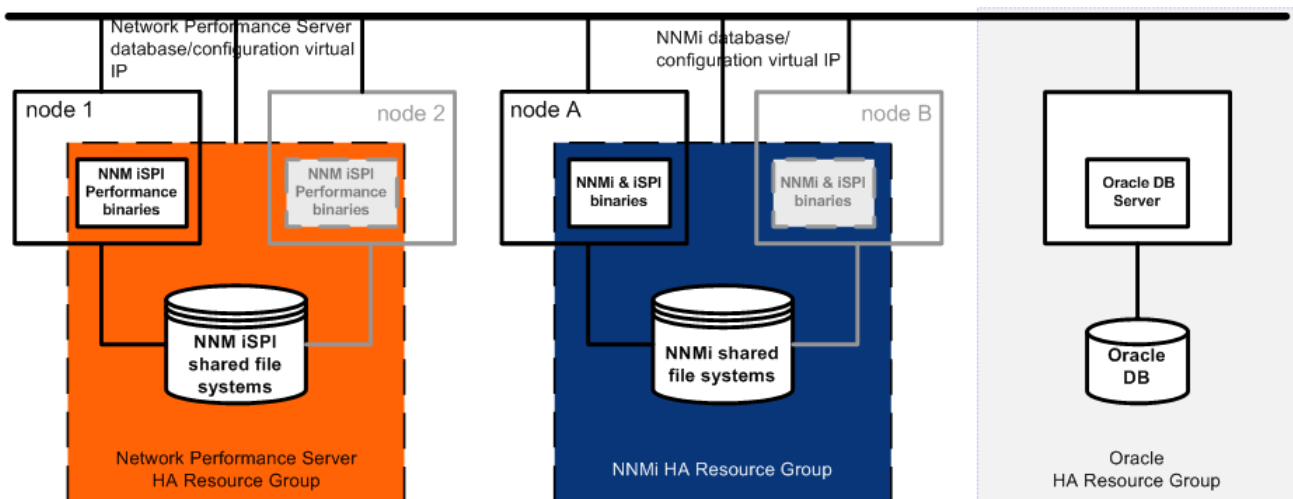 Network Performance Server
database/configuration virtual
IP
NNMi database/
configuration virtual IP
node 1
node 2
node A
node B
NNM iSPI
Performance
binaries
NNM iSPI
Performance
binaries
NNMi & iSPI
binaries
NNMi & iSPI
binaries
Oracle DB
Server
NNM iSPI
shared file
systems
NNMi shared
file systems
Oracle
DB
Network Performance Server
HA Resource Group
NNMi HA Resource Group
Oracle
HA Resource Group